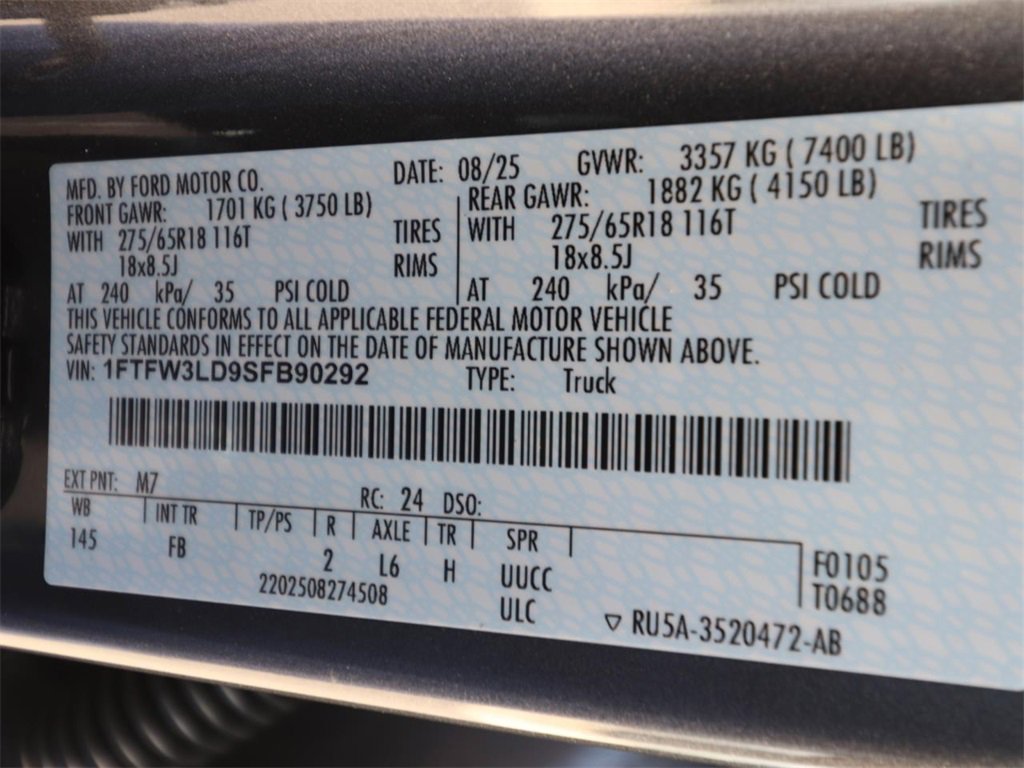 MFD. BY FORD MOTOR CO. DATE: 08/25 GVWR: 3357 KG ( 7400 LB)
FRONT GAWR: 1701 KG ( 3750 LB) REAR GAWR: 1882 KG ( 4150 LB)
WITH 275/65R18 116T TIRES WITH 275/65R18 116T TIRES
18x8.5J RIMS 18x8.5J RIMS
AT 240 kPa/ 35 PSI COLD AT 240 kPa/ 35 PSI COLD
THIS VEHICLE CONFORMS TO ALL APPLICABLE FEDERAL MOTOR VEHICLE
SAFETY STANDARDS IN EFFECT ON THE DATE OF MANUFACTURE SHOWN ABOVE.
VIN: 1FTFW3LD9SFB90292 TYPE: Truck
EXT PNT: M7 RC: 24 DSO:
WB INT TR TP/PS R AXLE TR SPR
145 FB 2 L6 H UUCC F0105
2202508274508 ULC T0688
▽ RU5A-3520472-AB